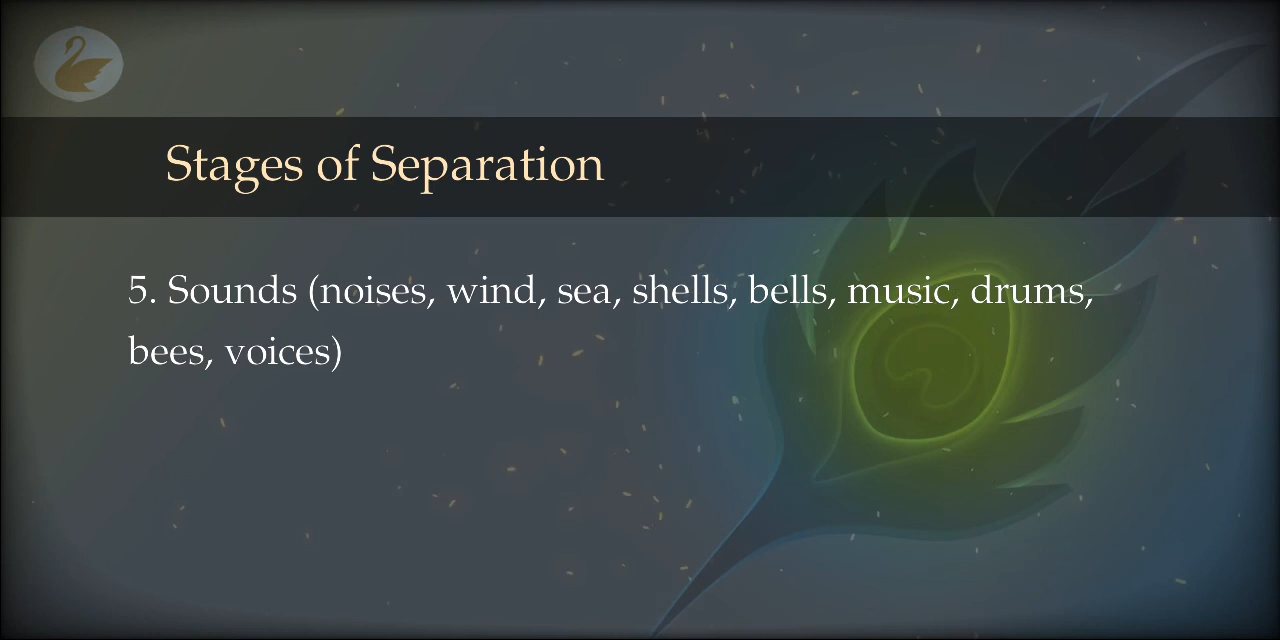 Stages of Separation
5. Sounds (noises, wind, sea, shells, bells, music, drums,
bees, voices)